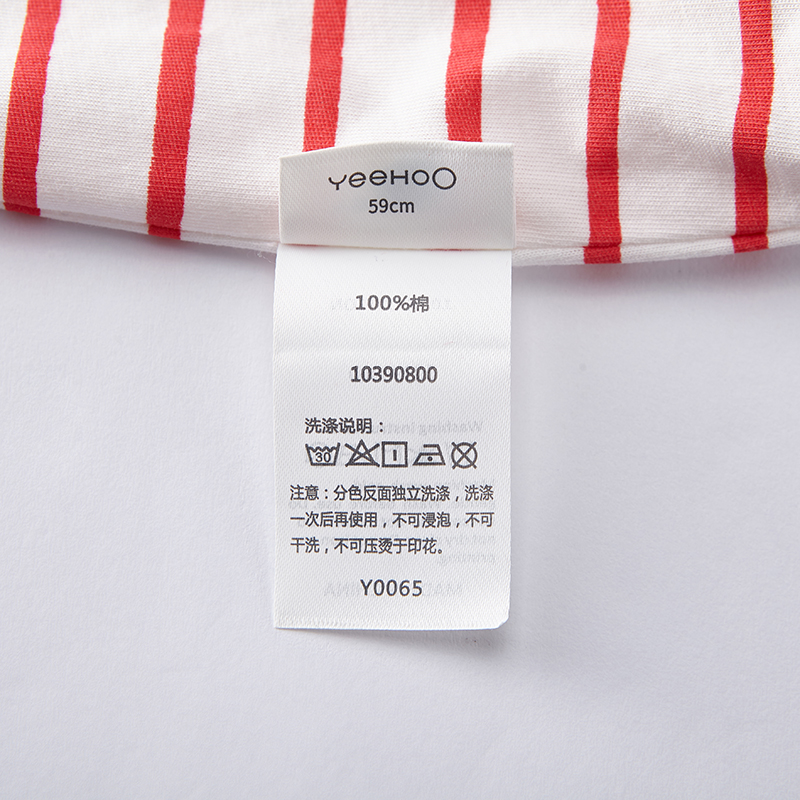 YeeHoO
59cm
100%棉
10390800
洗涤说明：
30
注意：分色反面独立洗涤，洗涤
一次后再使用，不可浸泡，不可
干洗，不可压烫于印花。
Y0065